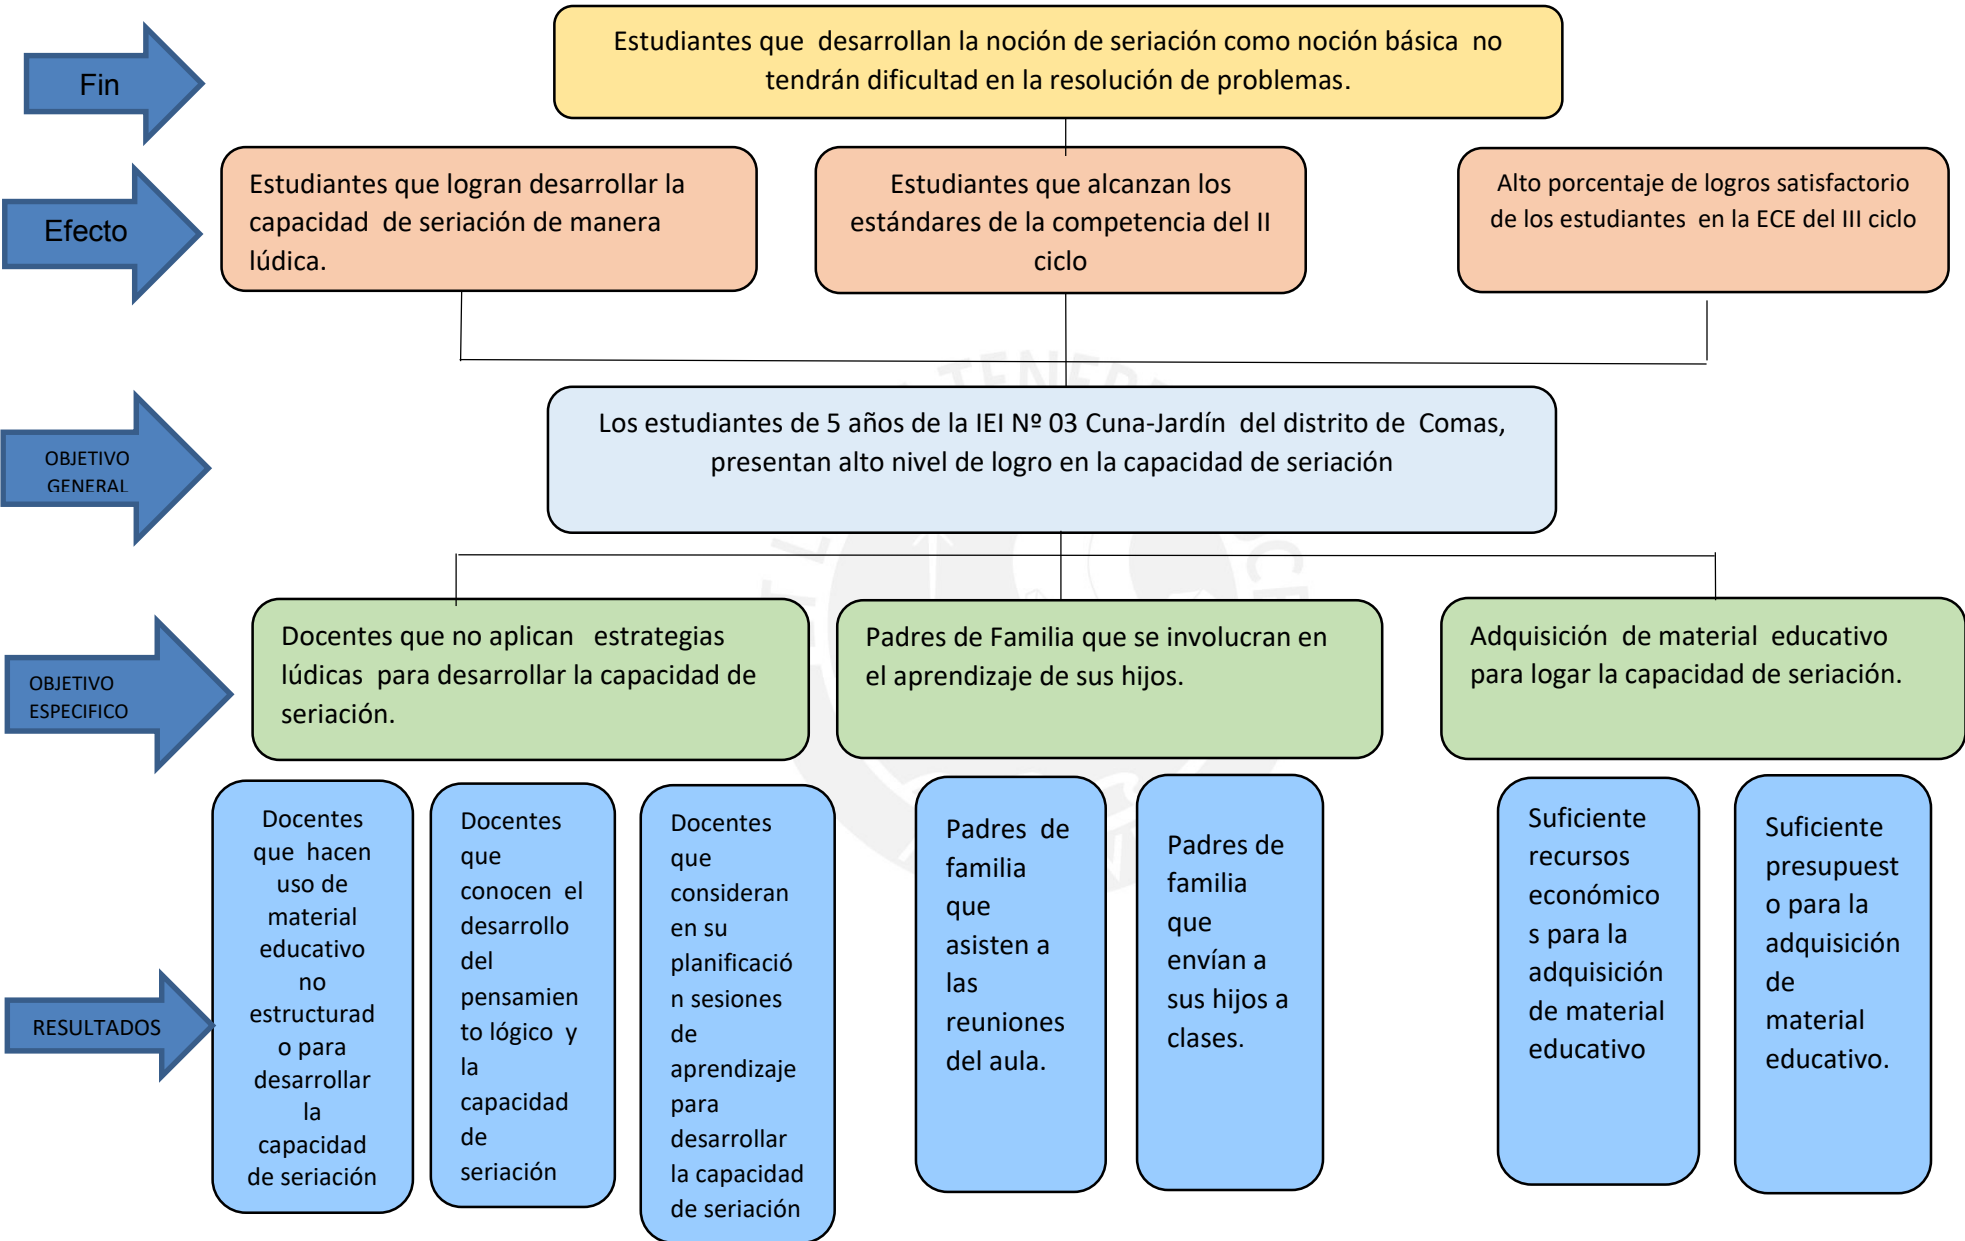 Fin
Estudiantes que desarrollan la noción de seriación como noción básica no
tendrán dificultad en la resolución de problemas.
Efecto
Estudiantes que logran desarrollar la
capacidad de seriación de manera
lúdica.
Estudiantes que alcanzan los
estándares de la competencia del II
ciclo
Alto porcentaje de logros satisfactorio
de los estudiantes en la ECE del III ciclo
OBJETIVO
GENERAL
Los estudiantes de 5 años de la IEI Nº 03 Cuna-Jardín del distrito de Comas,
presentan alto nivel de logro en la capacidad de seriación
OBJETIVO
ESPECIFICO
Docentes que no aplican estrategias
lúdicas para desarrollar la capacidad de
seriación.
Padres de Familia que se involucran en
el aprendizaje de sus hijos.
Adquisición de material educativo
para logar la capacidad de seriación.
RESULTADOS
Docentes
que hacen
uso de
material
educativo
no
estructurad
o para
desarrollar
la
capacidad
de seriación
Docentes
que
conocen el
desarrollo
del
pensamien
to lógico y
la
capacidad
de
seriación
Docentes
que
consideran
en su
planificació
n sesiones
de
aprendizaje
para
desarrollar
la capacidad
de seriación
Padres de
familia
que
asisten a
las
reuniones
del aula.
Padres de
familia
que
envían a
sus hijos a
clases.
Suficiente
recursos
económico
s para la
adquisición
de material
educativo
Suficiente
presupuest
o para la
adquisición
de
material
educativo.